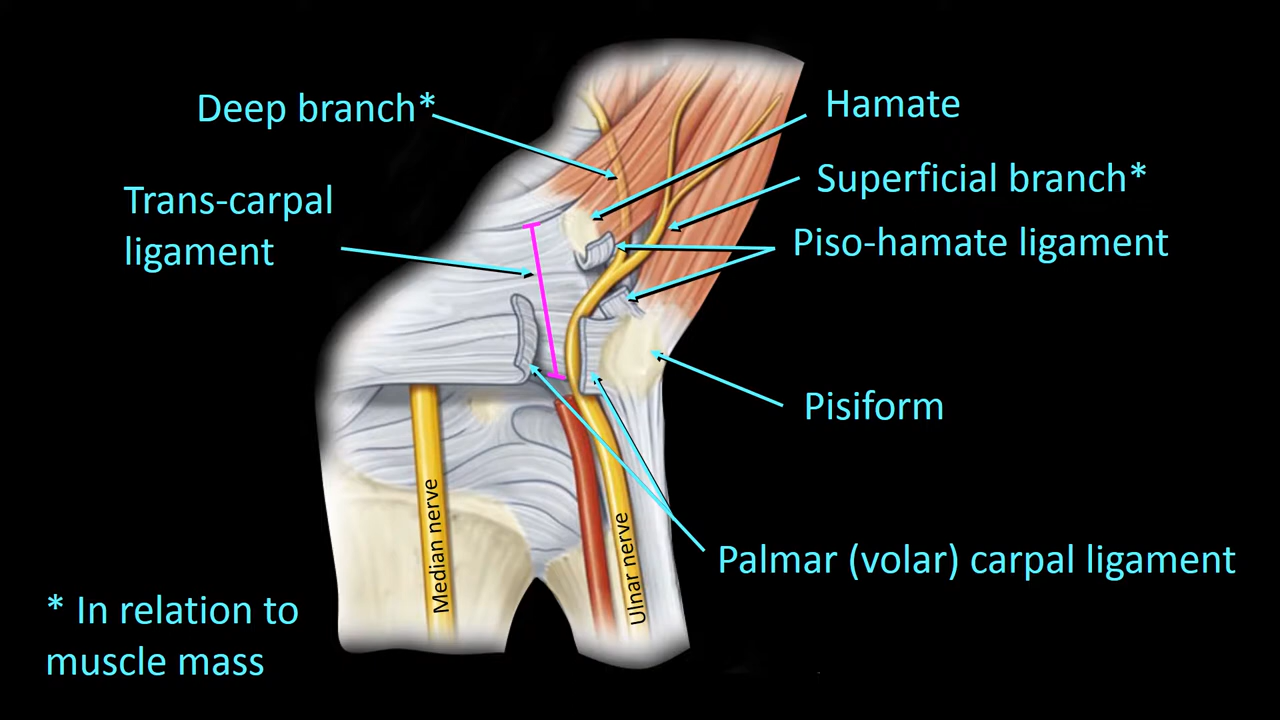 Deep branch*
Hamate
Trans-carpal
ligament
Superficial branch*
Piso-hamate ligament
Pisiform
Median nerve
Ulnar nerve
Palmar (volar) carpal ligament
* In relation to
muscle mass